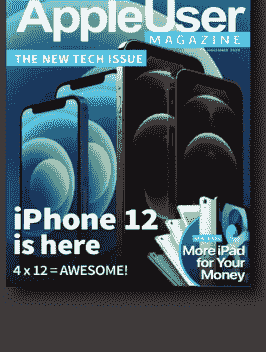 AppleUser
MAGAZINE
THE NEW TECH ISSUE
iPhone 12
is here
4 x 12 = AWESOME!
More iPad
for Your
Money